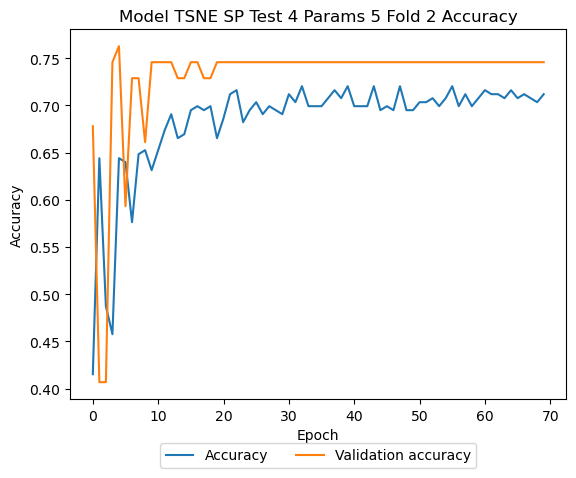 Model TSNE SP Test 4 Params 5 Fold 2 Accuracy
0.75
0.70
0.65
0.60
0.55
0.50
0.45
0.40
Accuracy
0 10 20 30 40 50 60 70
Epoch
Accuracy Validation accuracy